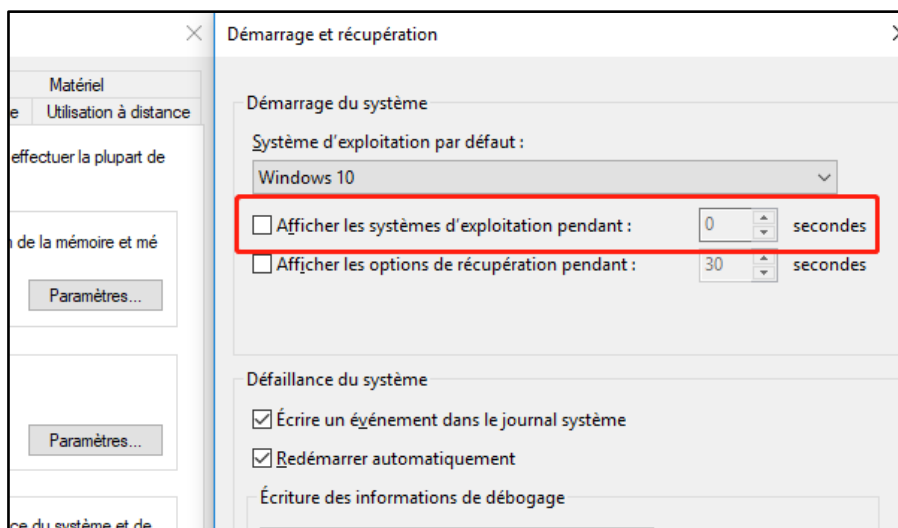 Matériel
e Utilisation à distance
effectuer la plupart de
n de la mémoire et mé
Paramètres...
Paramètres...
ce du système et de
Démarrage et récupération
Démarrage du système
Système d'exploitation par défaut :
Windows 10
Afficher les systèmes d'exploitation pendant : 0 secondes
Afficher les options de récupération pendant : 30 secondes
Défaillance du système
Écrire un événement dans le journal système
Redémarrer automatiquement
Écriture des informations de débogage